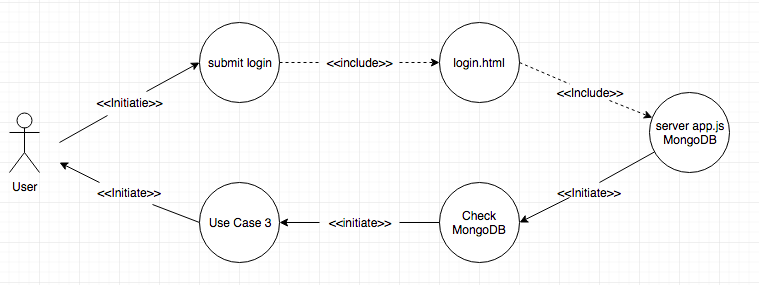 submit login
<<include>>
login.html
<<Initiatie>>
<<Include>>
server app.js
MongoDB
User
<<Initiate>>
<<Initiate>>
Use Case 3
<<initiate>>
Check
MongoDB